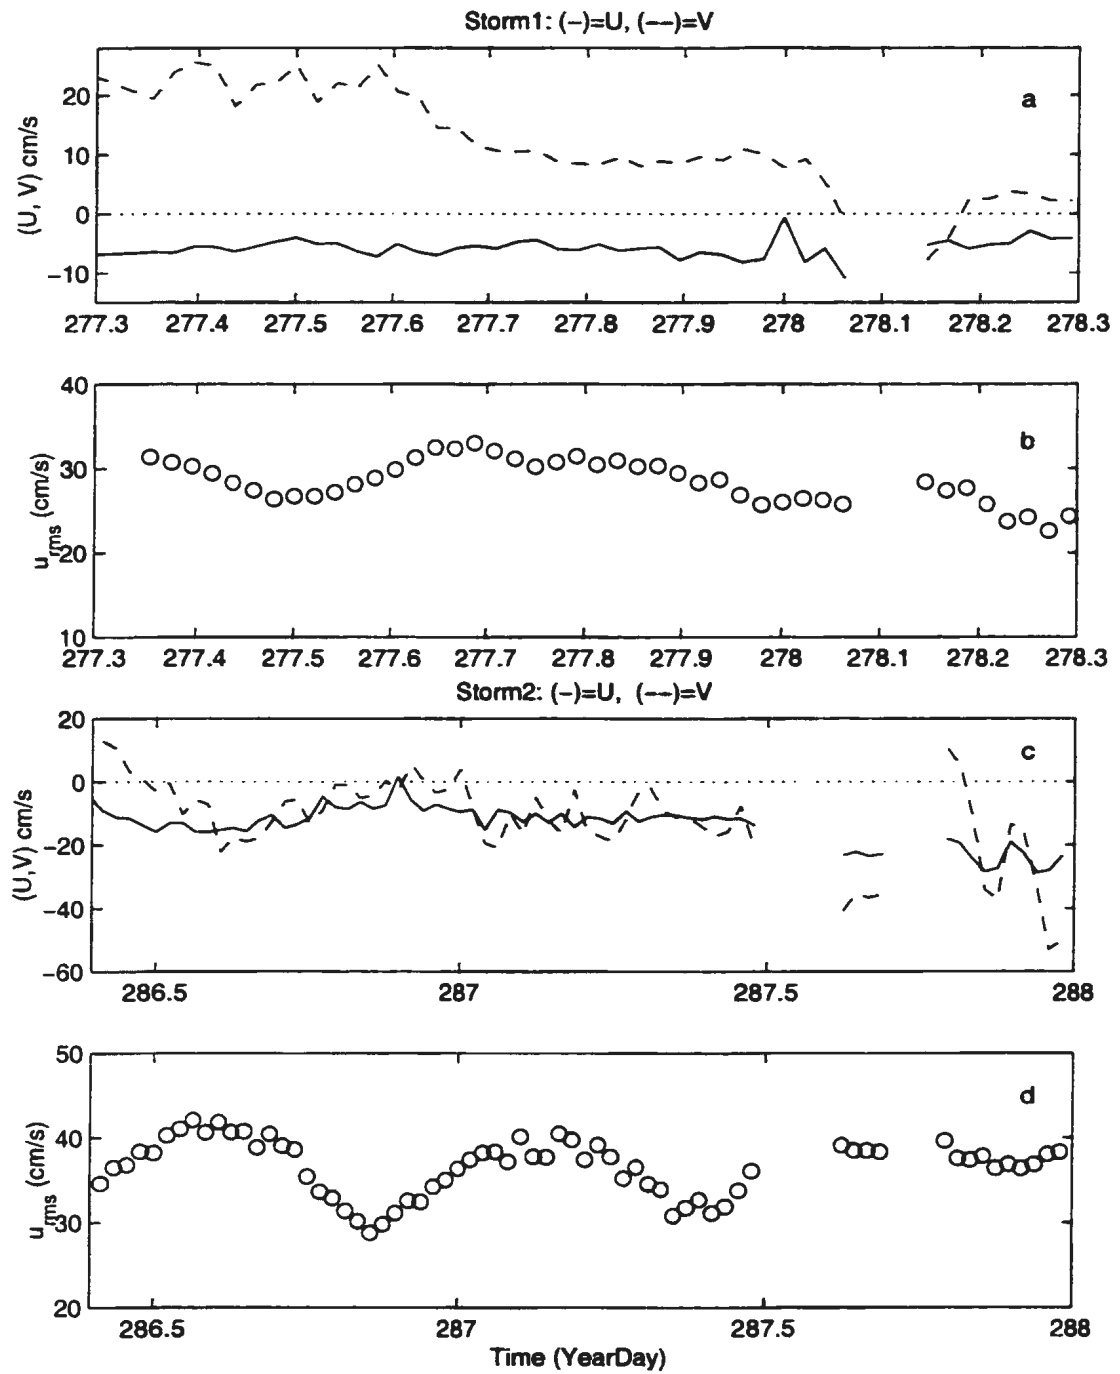 Storm1: (–)=U, (––)=V
(U, V) cm/s
20
10
0
−10
a
277.3 277.4 277.5 277.6 277.7 277.8 277.9 278 278.1 278.2 278.3
u_rms (cm/s)
40
30
20
10
b
277.3 277.4 277.5 277.6 277.7 277.8 277.9 278 278.1 278.2 278.3
Storm2: (–)=U, (––)=V
(U,V) cm/s
20
0
−20
−40
−60
c
286.5 287 287.5 288
u_rms (cm/s)
50
40
30
20
d
286.5 287 287.5 288
Time (YearDay)